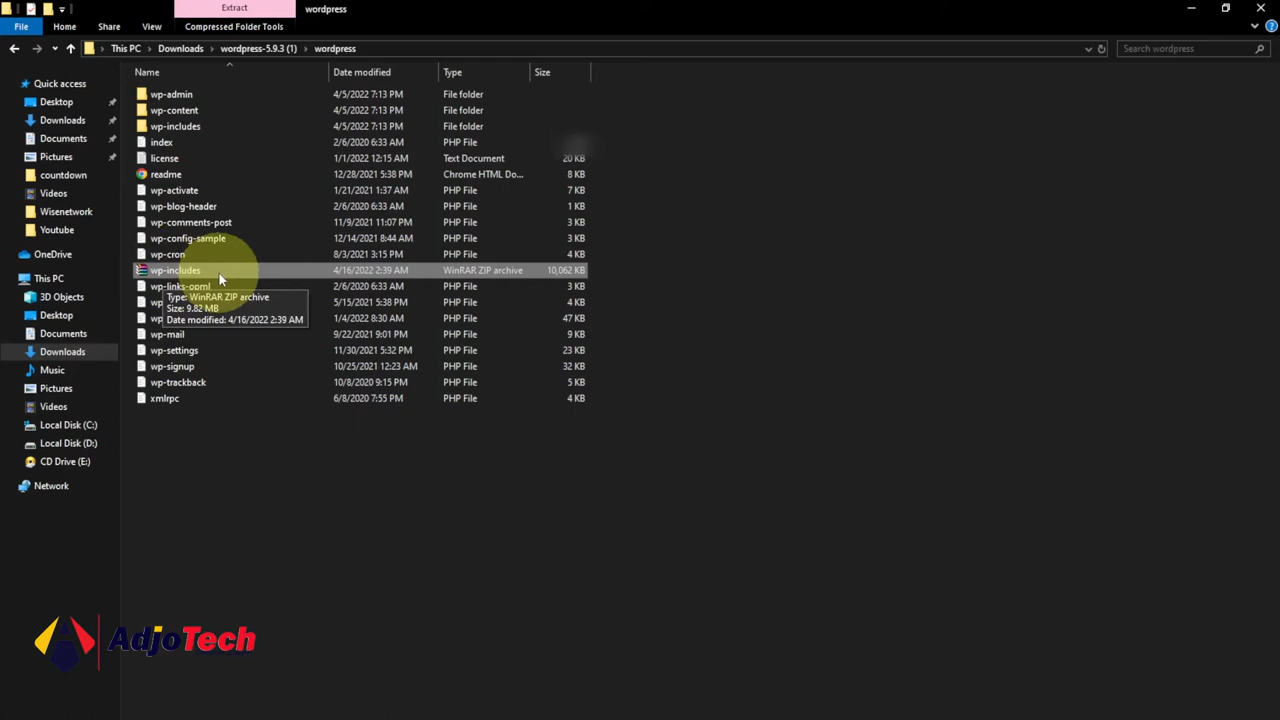 Extract
wordpress
File
Home
Share
View
Compressed Folder Tools
This PC
Downloads
wordpress-5.9.3 (1)
wordpress
Search wordpress
Name
Date modified
Type
Size
Quick access
Desktop
Downloads
Documents
Pictures
countdown
Videos
Wisenetwork
Youtube
OneDrive
This PC
3D Objects
Desktop
Documents
Downloads
Music
Pictures
Videos
Local Disk (C:)
Local Disk (D:)
CD Drive (E:)
Network
wp-admin 4/5/2022 7:13 PM File folder
wp-content 4/5/2022 7:13 PM File folder
wp-includes 4/5/2022 7:13 PM File folder
index 2/6/2020 6:33 AM PHP File
license 1/1/2022 12:15 AM Text Document 20 KB
readme 12/28/2021 5:38 PM Chrome HTML Do... 8 KB
wp-activate 1/21/2021 1:37 AM PHP File 7 KB
wp-blog-header 2/6/2020 6:33 AM PHP File 1 KB
wp-comments-post 11/9/2021 11:07 PM PHP File 3 KB
wp-config-sample 12/14/2021 8:44 AM PHP File 3 KB
wp-cron 8/3/2021 3:15 PM PHP File 4 KB
wp-includes 4/16/2022 2:39 AM WinRAR ZIP archive 10,062 KB
wp-links-opml 2/6/2020 6:33 AM PHP File 3 KB
wp 5/15/2021 3:38 PM PHP File 4 KB
wp 1/4/2022 8:30 AM PHP File 47 KB
wp-mail 9/22/2021 9:01 PM PHP File 9 KB
wp-settings 11/30/2021 5:32 PM PHP File 23 KB
wp-signup 10/25/2021 12:23 AM PHP File 32 KB
wp-trackback 10/8/2020 9:15 PM PHP File 5 KB
xmlrpc 6/8/2020 7:55 PM PHP File 4 KB
Type: WinRAR ZIP archive
Size: 9.82 MB
Date modified: 4/16/2022 2:39 AM
AdjoTech